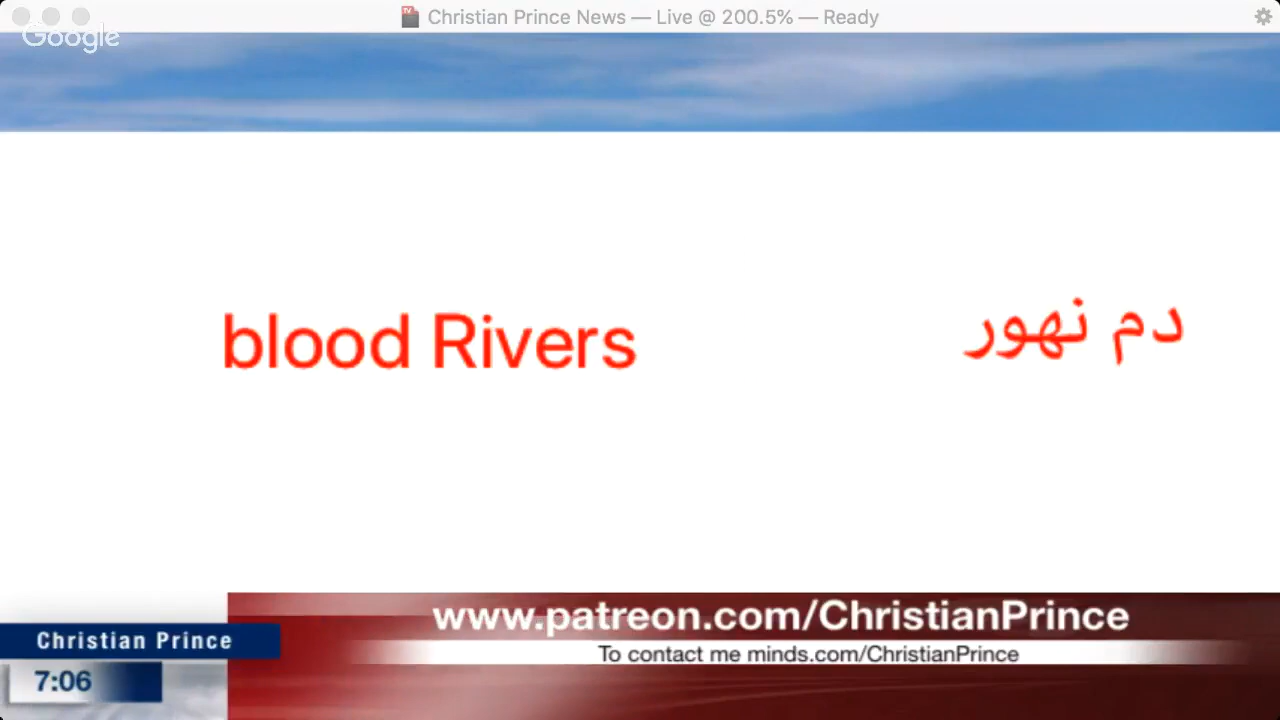 Christian Prince News — Live @ 200.5% — Ready
Google
blood Rivers
دم نهور
www.patreon.com/ChristianPrince
To contact me minds.com/ChristianPrince
Christian Prince
7:06